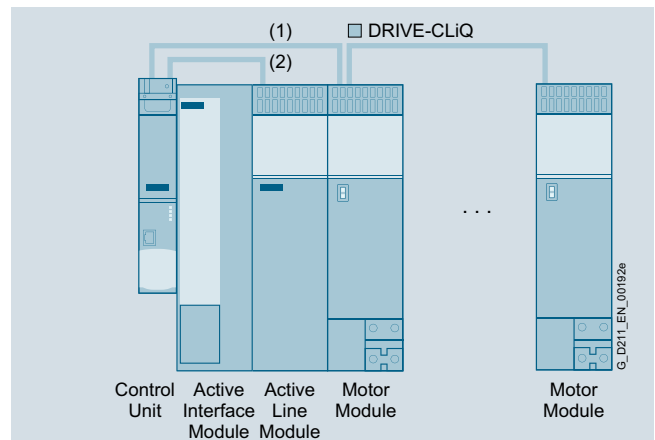 (1)
DRIVE-CLiQ
(2)
. . .
G_D211_EN_00192e
Control
Unit
Active
Interface
Module
Active
Line
Module
Motor
Module
Motor
Module